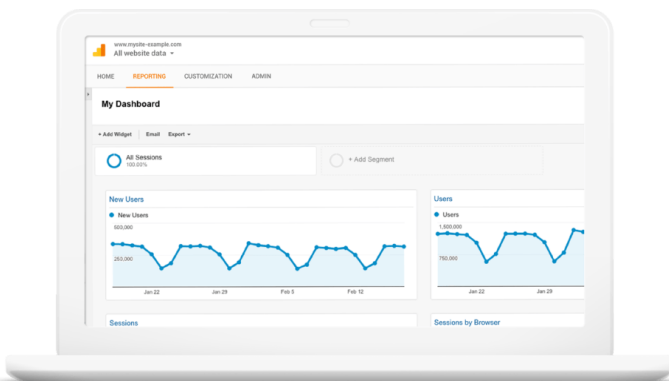 www.mysite-example.com
All website data
HOME REPORTING CUSTOMIZATION ADMIN
My Dashboard
+ Add Widget Email Export
All Sessions
100.00%
+ Add Segment
New Users
New Users
500,000
250,000
Jan 22 Jan 29 Feb 5 Feb 12
Users
Users
1,500,000
750,000
Jan 22 Jan 29
Sessions
Sessions by Browser